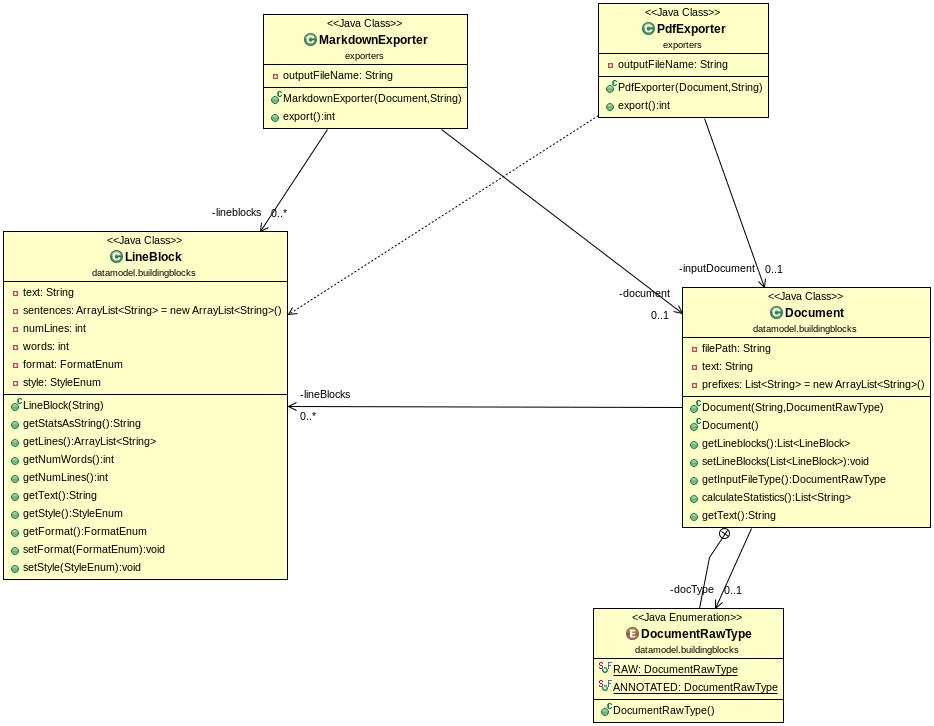 <<Java Class>>
MarkdownExporter
exporters
outputFileName: String
MarkdownExporter(Document,String)
export():int
<<Java Class>>
PdfExporter
exporters
outputFileName: String
PdfExporter(Document,String)
export():int
-lineblocks 0..*
-inputDocument 0..1
-document
0..1
<<Java Class>>
LineBlock
datamodel.buildingblocks
text: String
sentences: ArrayList<String> = new ArrayList<String>()
numLines: int
words: int
format: FormatEnum
style: StyleEnum
LineBlock(String)
getStatsAsString():String
getLines():ArrayList<String>
getNumWords():int
getNumLines():int
getText():String
getStyle():StyleEnum
getFormat():FormatEnum
setFormat(FormatEnum):void
setStyle(StyleEnum):void
-lineBlocks
0..*
<<Java Class>>
Document
datamodel.buildingblocks
filePath: String
text: String
prefixes: List<String> = new ArrayList<String>()
Document(String,DocumentRawType)
Document()
getLineblocks():List<LineBlock>
setLineBlocks(List<LineBlock>):void
getInputFileType():DocumentRawType
calculateStatistics():List<String>
getText():String
-docType 0..1
<<Java Enumeration>>
DocumentRawType
datamodel.buildingblocks
RAW: DocumentRawType
ANNOTATED: DocumentRawType
DocumentRawType()